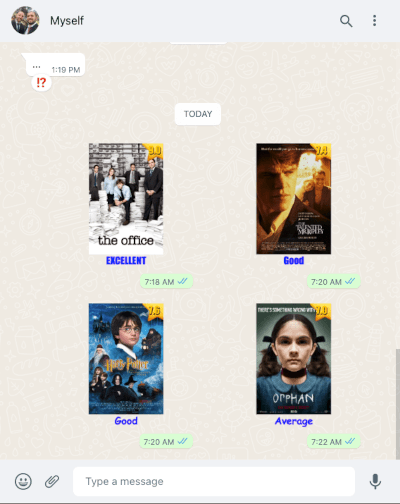 Myself
...
1:19 PM
⁉
TODAY
9.0
the office
EXCELLENT
7:18 AM
7.4
THE TALENTED
MR. RIPLEY
Good
7:20 AM
7.6
Harry Potter
Good
7:20 AM
THERE'S SOMETHING WRONG WITH
7.0
ORPHAN
Average
7:22 AM
Type a message